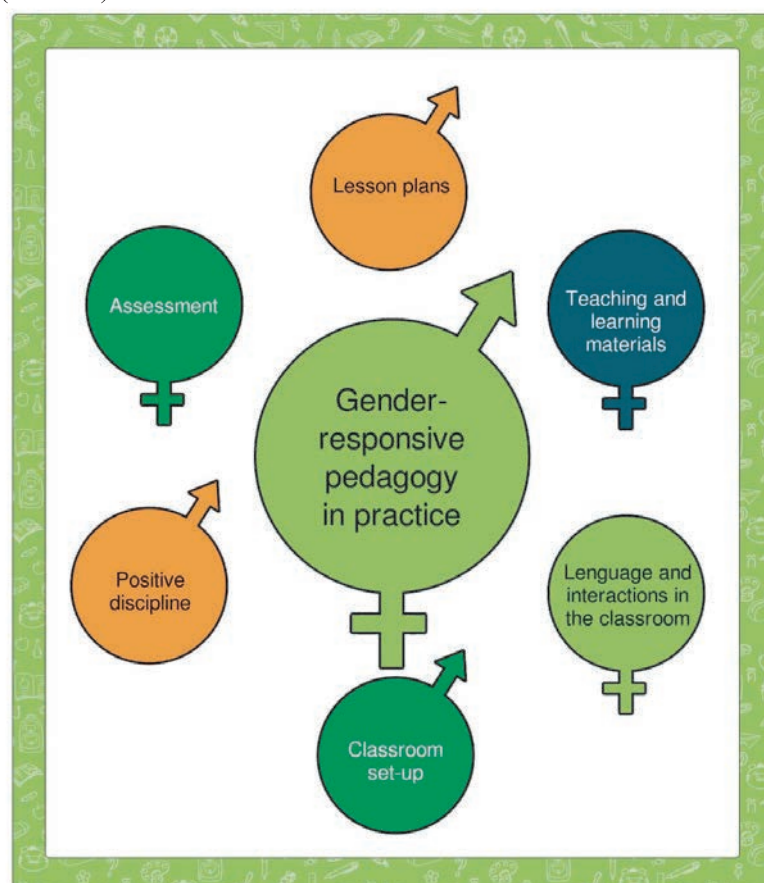 Lesson plans
Assessment
Teaching and
learning
materials
Gender-
responsive
pedagogy
in practice
Positive
discipline
Lenguage and
interactions in
the classroom
Classroom
set-up